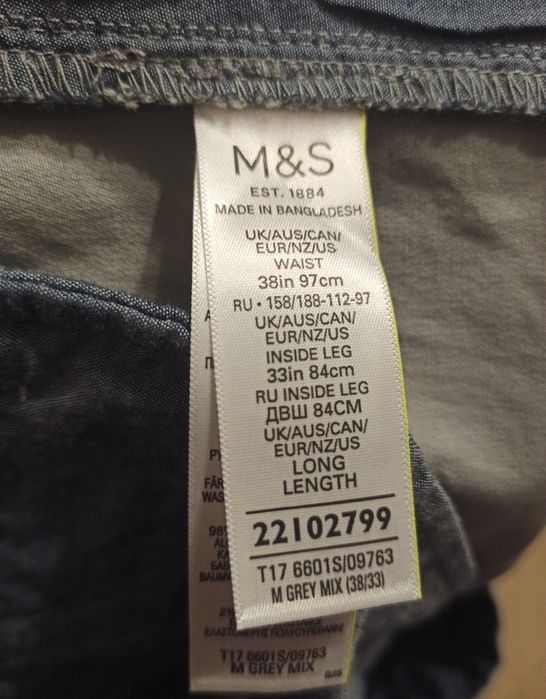 M&S
EST. 1884
MADE IN BANGLADESH
UK/AUS/CAN/
EUR/NZ/US
WAIST
38in 97cm
RU • 158/188-112-97
UK/AUS/CAN/
EUR/NZ/US
INSIDE LEG
33in 84cm
RU INSIDE LEG
ДВШ 84СМ
UK/AUS/CAN/
EUR/NZ/US
LONG
LENGTH
22102799
T17 6601S/09763
M GREY MIX (38/33)
T17 6601S/09763
M GREY MIX